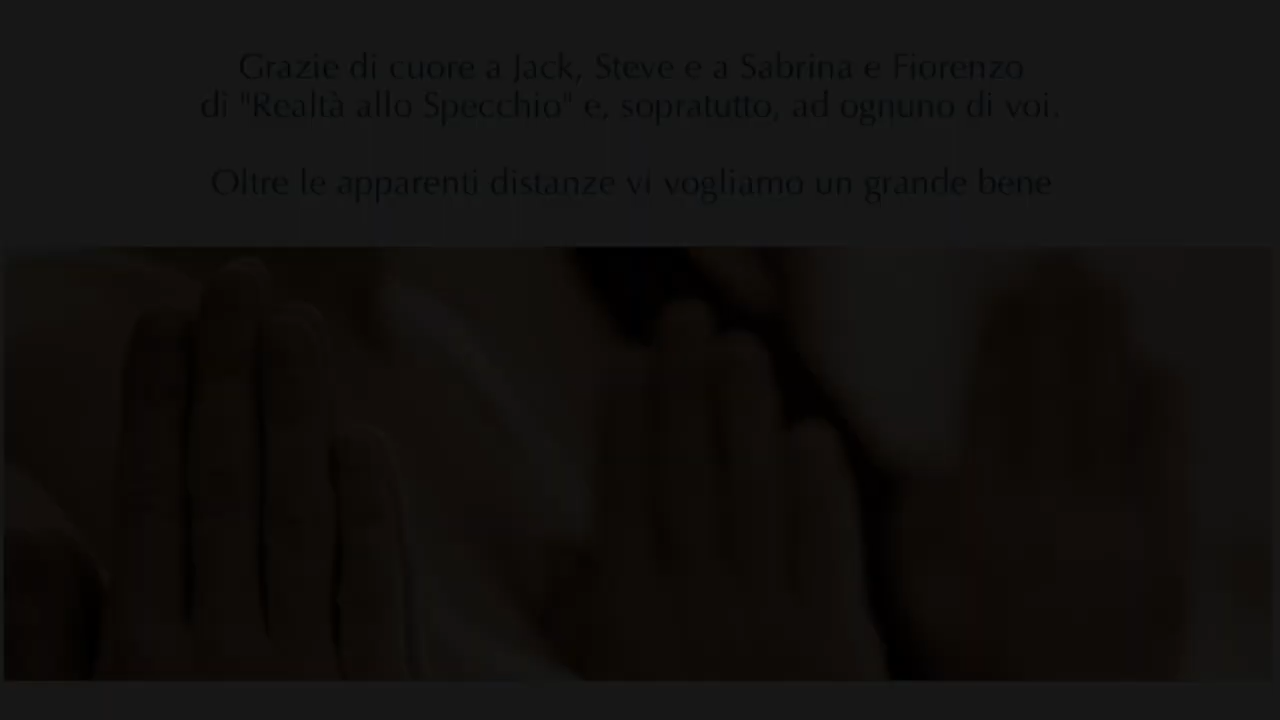 Grazie di cuore a Jack, Steve e a Sabrina e Fiorenzo
di "Realtà allo Specchio" e, sopratutto, ad ognuno di voi.
Oltre le apparenti distanze vi vogliamo un grande bene